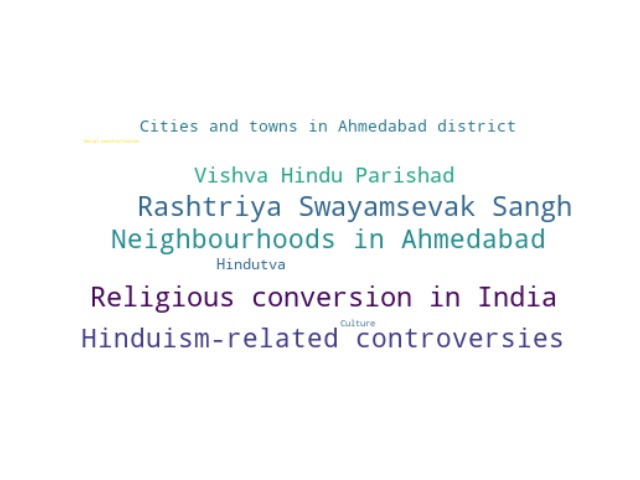 Cities and towns in Ahmedabad district
Vishva Hindu Parishad
Rashtriya Swayamsevak Sangh
Neighbourhoods in Ahmedabad
Hindutva
Religious conversion in India
Culture
Hinduism-related controversies